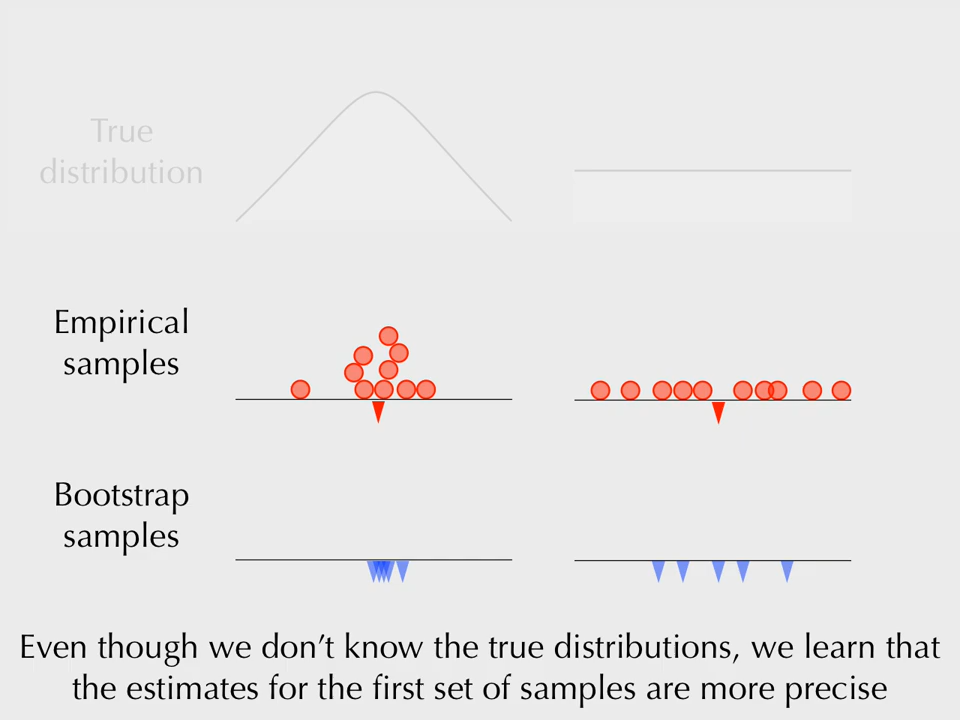 True
distribution
Empirical
samples
Bootstrap
samples
Even though we don’t know the true distributions, we learn that
the estimates for the first set of samples are more precise